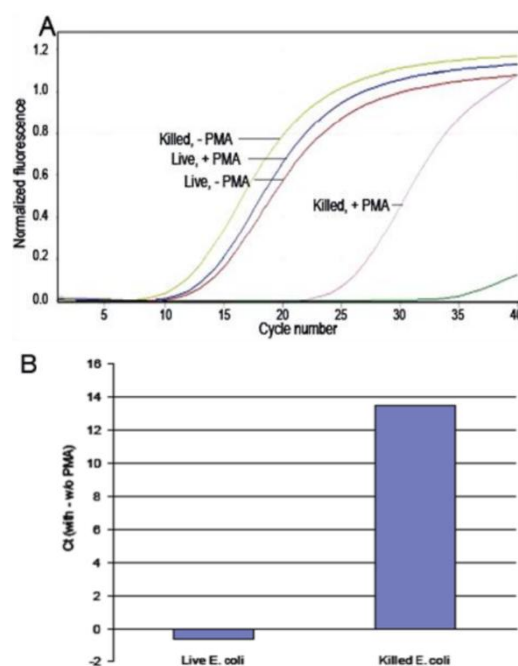 A
Normalized fluorescence
1.2
1.0
0.8
0.6
0.4
0.2
0.0
Killed, - PMA
Live, + PMA
Live, - PMA
Killed, + PMA
5
10
15
20
25
30
35
40
Cycle number
B
Ct (with - w/o PMA)
16
14
12
10
8
6
4
2
0
-2
Live E. coli
Killed E. coli